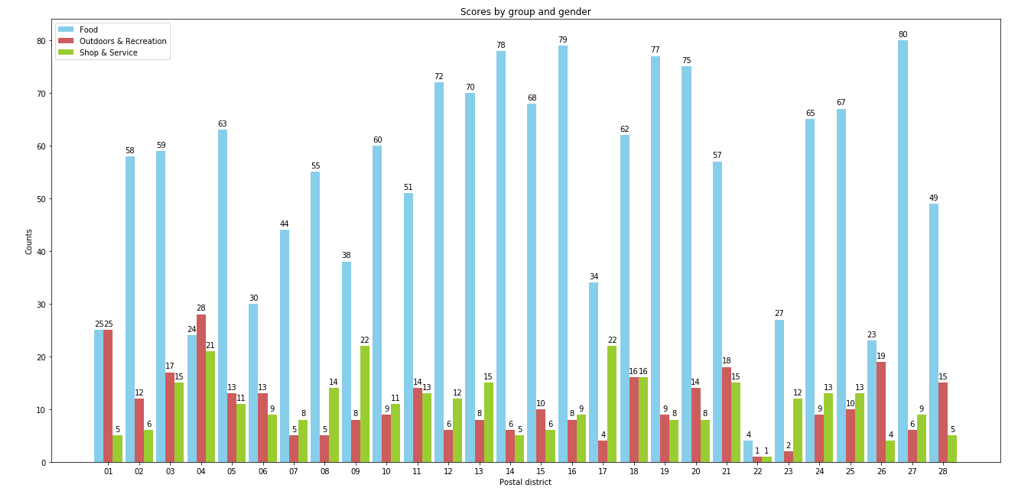 Scores by group and gender
Food
Outdoors & Recreation
Shop & Service
Counts
80
70
60
50
40
30
20
10
0
25 25 5
58 12 6
59 17 15
24 28 21
63 13 11
30 13 9
44 5 8
55 5 14
38 8 22
60 9 11
51 14 13
72 6 12
70 8 15
78 6 5
68 10 6
79 8 9
34 4 22
62 16 16
77 9 8
75 14 8
57 18 15
4 1 1
27 2 12
65 9 13
67 10 13
23 19 4
80 6 9
49 15 5
01 02 03 04 05 06 07 08 09 10 11 12 13 14 15 16 17 18 19 20 21 22 23 24 25 26 27 28
Postal district